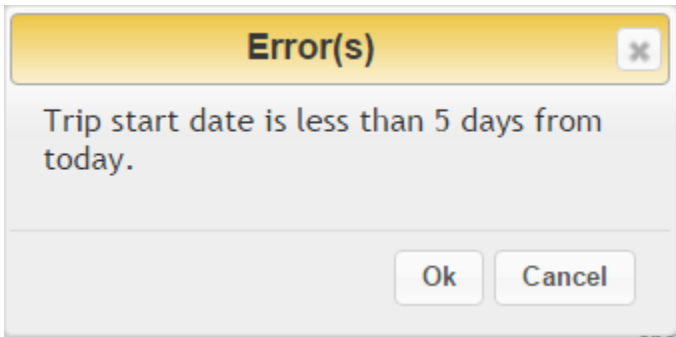 Error(s)
Trip start date is less than 5 days from
today.
Ok
Cancel